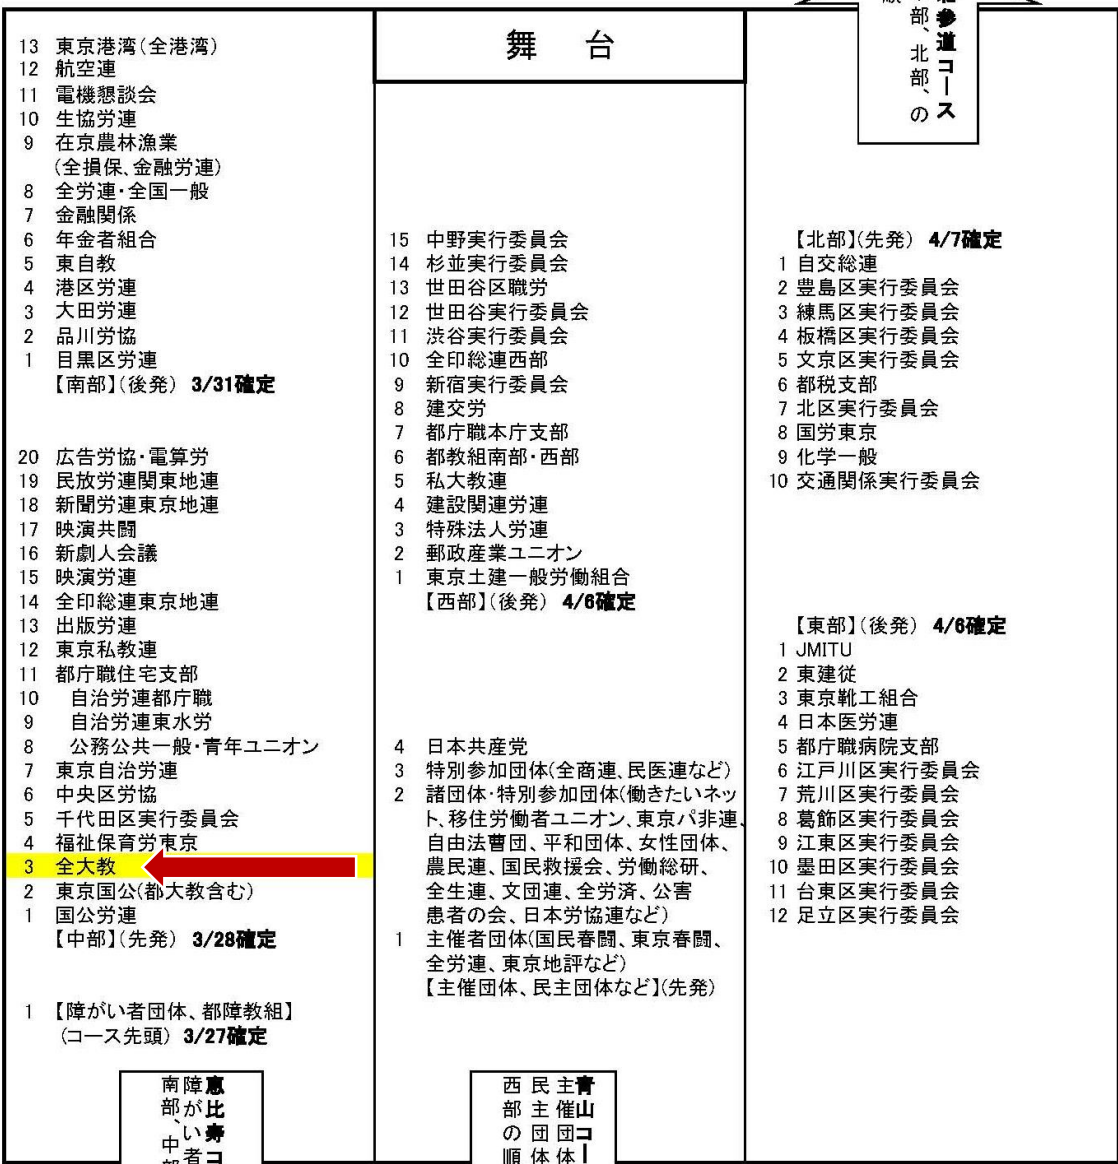 舞 台
13 東京港湾(全港湾)
12 航空連
11 電機懇談会
10 生協労連
9 在京農林漁業
(全損保、金融労連)
8 全労連・全国一般
7 金融関係
6 年金者組合
5 東自教
4 港区労連
3 大田労連
2 品川労協
1 目黒区労連
【南部】(後発) 3/31確定
20 広告労協・電算労
19 民放労連関東地連
18 新聞労連東京地連
17 映演共闘
16 新劇人会議
15 映演労連
14 全印総連東京地連
13 出版労連
12 東京私教連
11 都庁職住宅支部
10 自治労連都庁職
9 自治労連東水労
8 公務公共一般・青年ユニオン
7 東京自治労連
6 中央区労協
5 千代田区実行委員会
4 福祉保育労東京
3 全大教
2 東京国公(都大教含む)
1 国公労連
【中部】(先発) 3/28確定
1 【障がい者団体、都障教組】
(コース先頭) 3/27確定
恵比寿コ
障がい者
南部、中部
15 中野実行委員会
14 杉並実行委員会
13 世田谷区職労
12 世田谷実行委員会
11 渋谷実行委員会
10 全印総連西部
9 新宿実行委員会
8 建交労
7 都庁職本庁支部
6 都教組南部・西部
5 私大教連
4 建設関連労連
3 特殊法人労連
2 郵政産業ユニオン
1 東京土建一般労働組合
【西部】(後発) 4/6確定
4 日本共産党
3 特別参加団体(全商連、民医連など)
2 諸団体・特別参加団体(働きたいネッ
ト、移住労働者ユニオン、東京パ非連、
自由法曹団、平和団体、女性団体、
農民連、国民救援会、労働総研、
全生連、文団連、全労済、公害
患者の会、日本労協連など)
1 主催者団体(国民春闘、東京春闘、
全労連、東京地評など)
【主催団体、民主団体など】(先発)
青山コー
主催団体
民主団体
西部の順
参道コース
部、北部、の
【北部】(先発) 4/7確定
1 自交総連
2 豊島区実行委員会
3 練馬区実行委員会
4 板橋区実行委員会
5 文京区実行委員会
6 都税支部
7 北区実行委員会
8 国労東京
9 化学一般
10 交通関係実行委員会
【東部】(後発) 4/6確定
1 JMITU
2 東建従
3 東京靴工組合
4 日本医労連
5 都庁職病院支部
6 江戸川区実行委員会
7 荒川区実行委員会
8 葛飾区実行委員会
9 江東区実行委員会
10 墨田区実行委員会
11 台東区実行委員会
12 足立区実行委員会